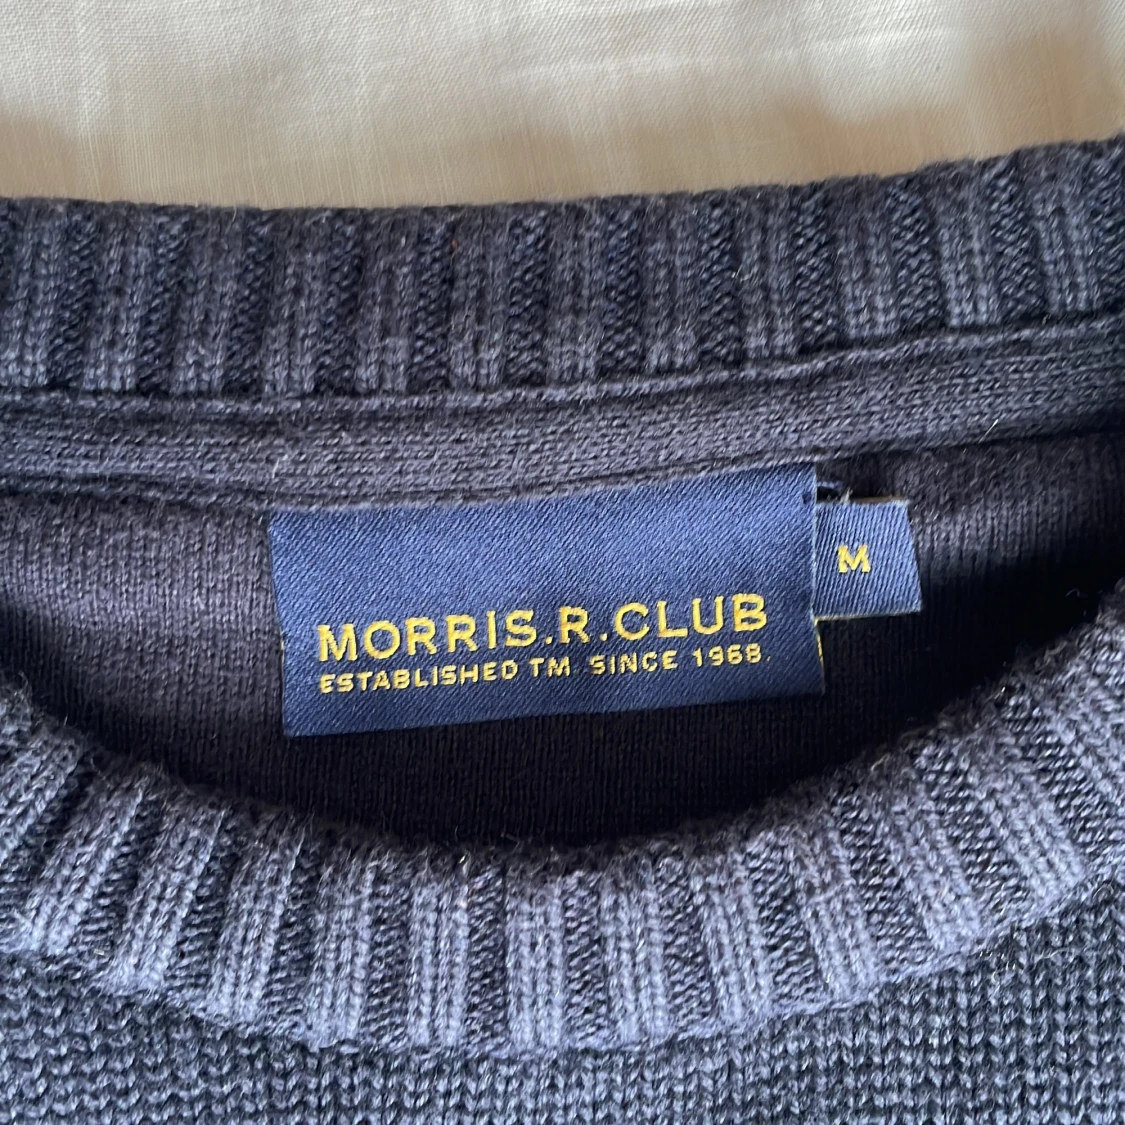 MORRIS.R.CLUB
ESTABLISHED TM. SINCE 1968.
M